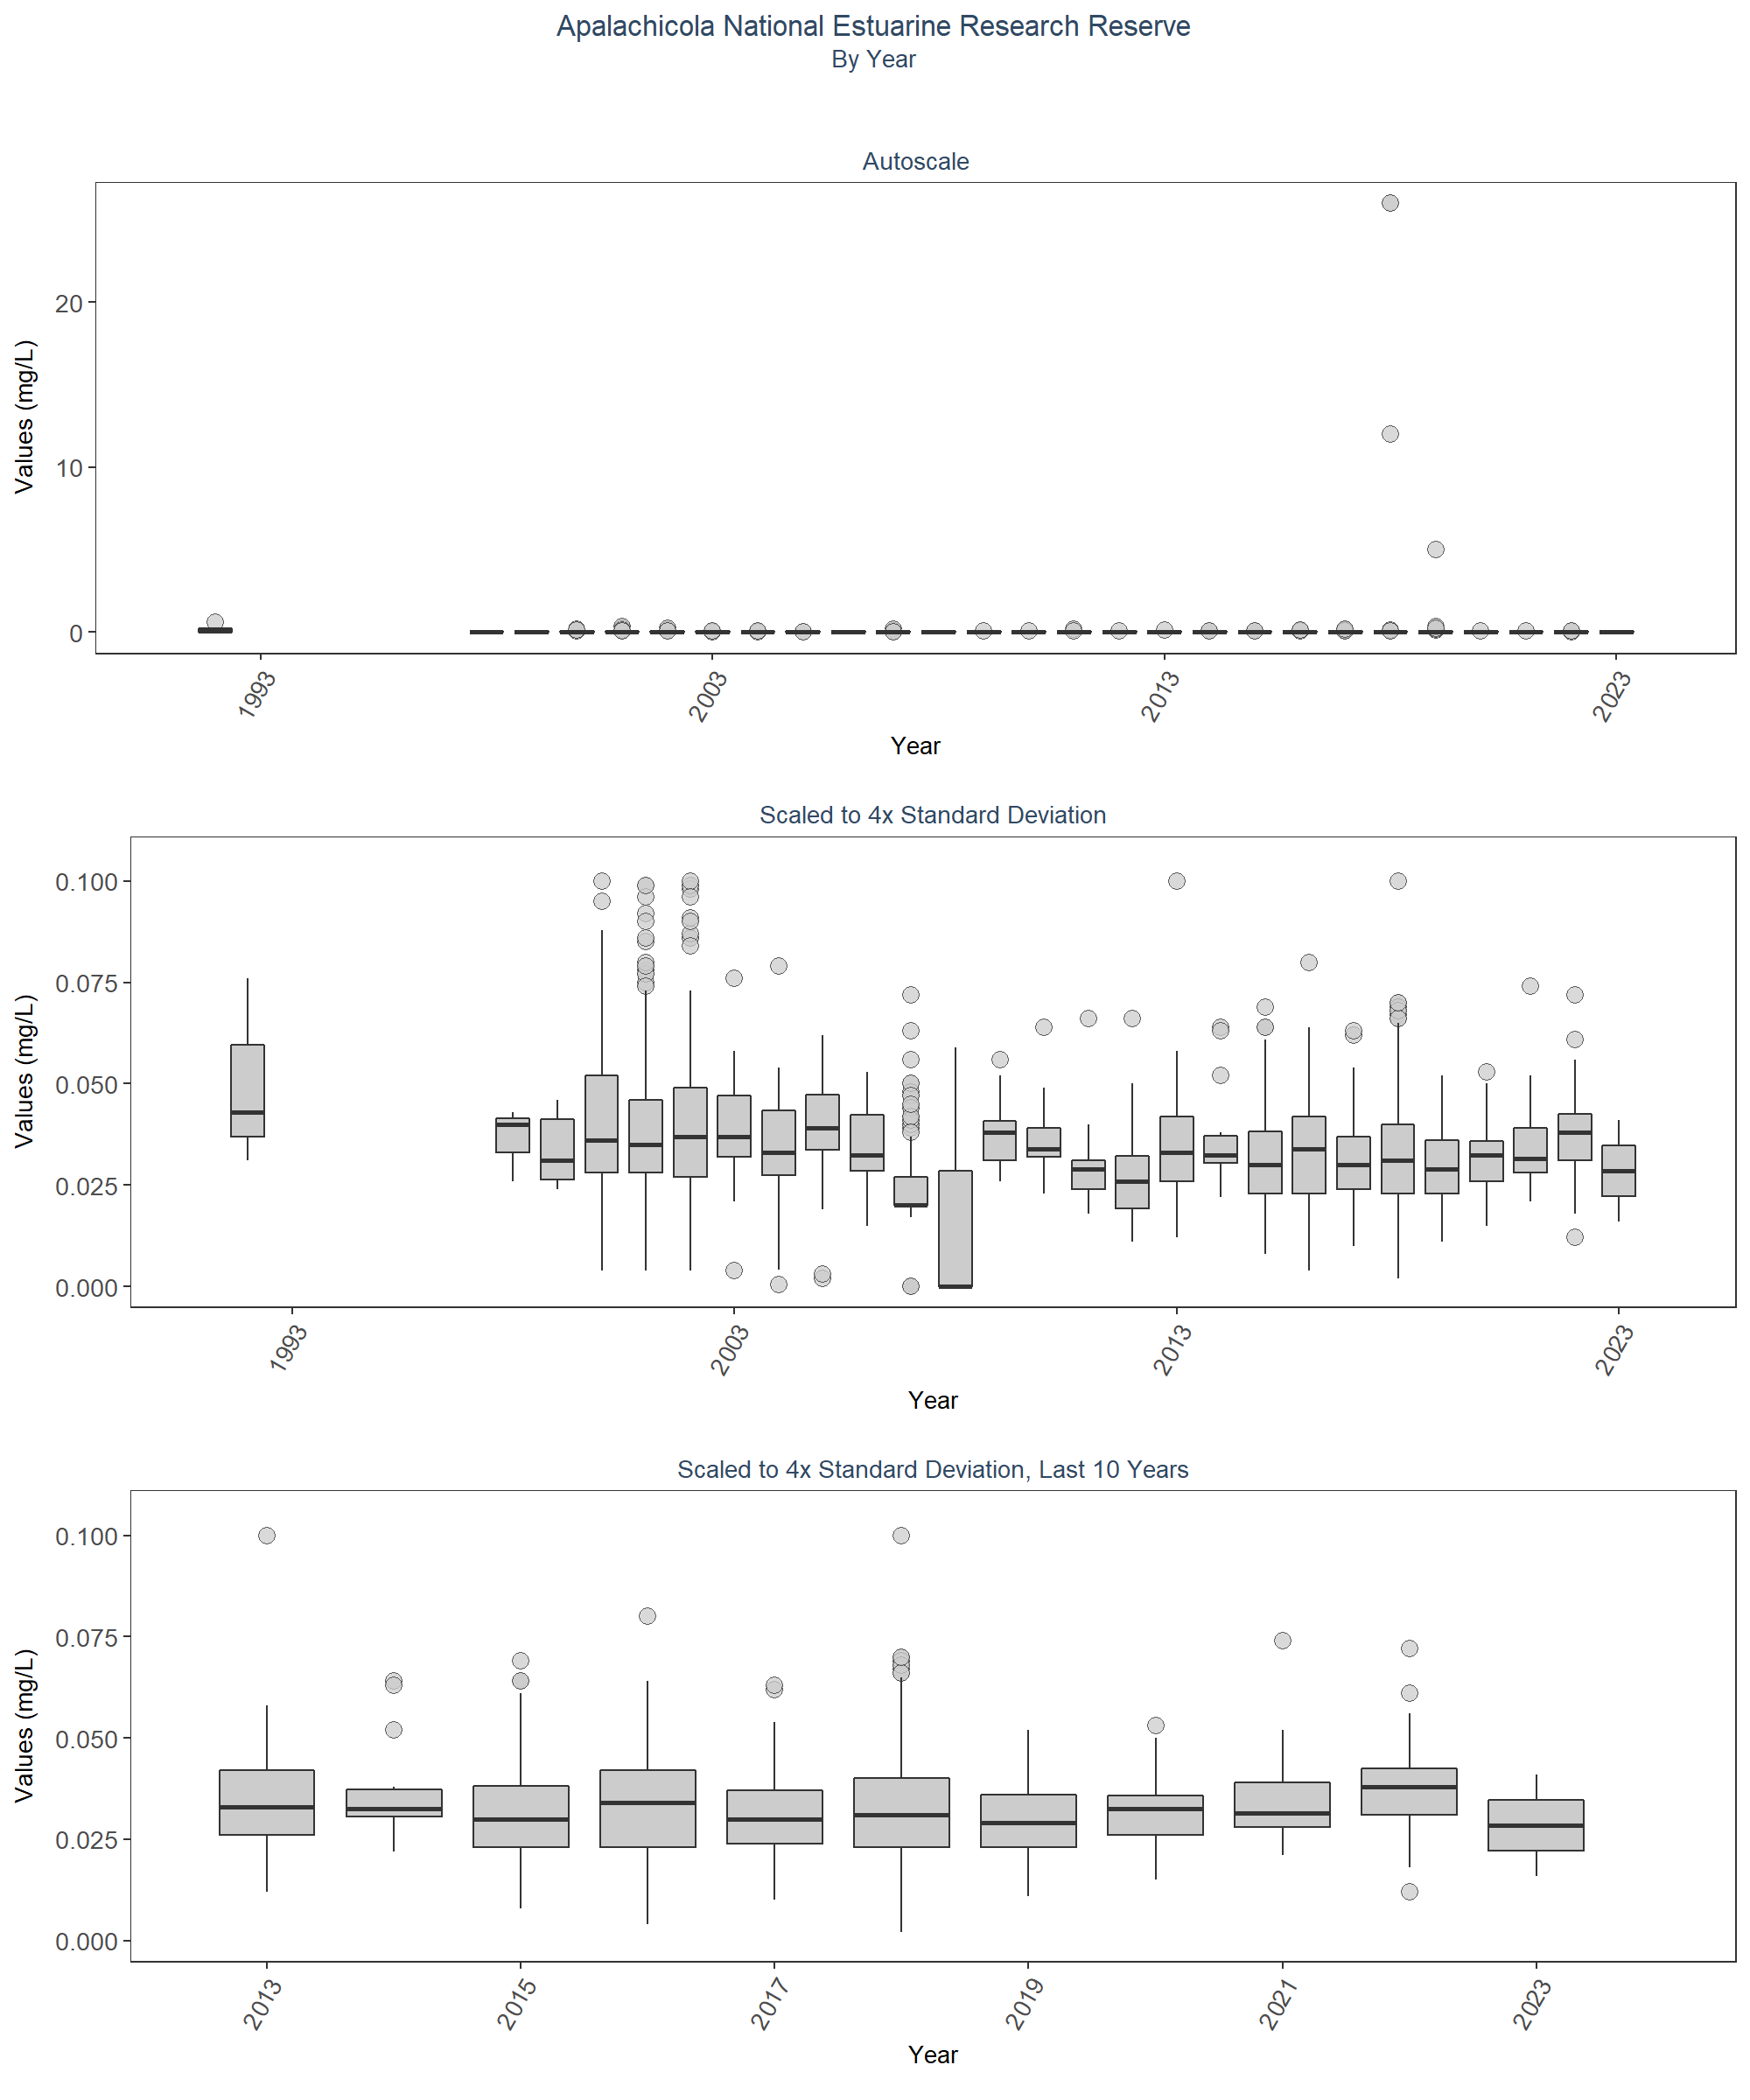 Apalachicola National Estuarine Research Reserve
By Year
Autoscale
Values (mg/L)
20
10
0
1993
2003
2013
2023
Year
Scaled to 4x Standard Deviation
Values (mg/L)
0.100
0.075
0.050
0.025
0.000
1993
2003
2013
2023
Year
Scaled to 4x Standard Deviation, Last 10 Years
Values (mg/L)
0.100
0.075
0.050
0.025
0.000
2013
2015
2017
2019
2021
2023
Year